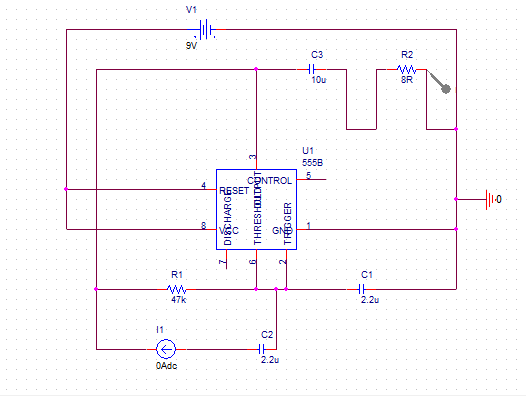 V1
9V
C3
10u
R2
8R
U1
555B
3
CONTROL
5
OUTPUT
4
RESET
8
VCC
DISCHARGE
THRESHOLD
TRIGGER
GND
1
0
7
6
2
R1
47k
C1
2.2u
I1
0Adc
C2
2.2u